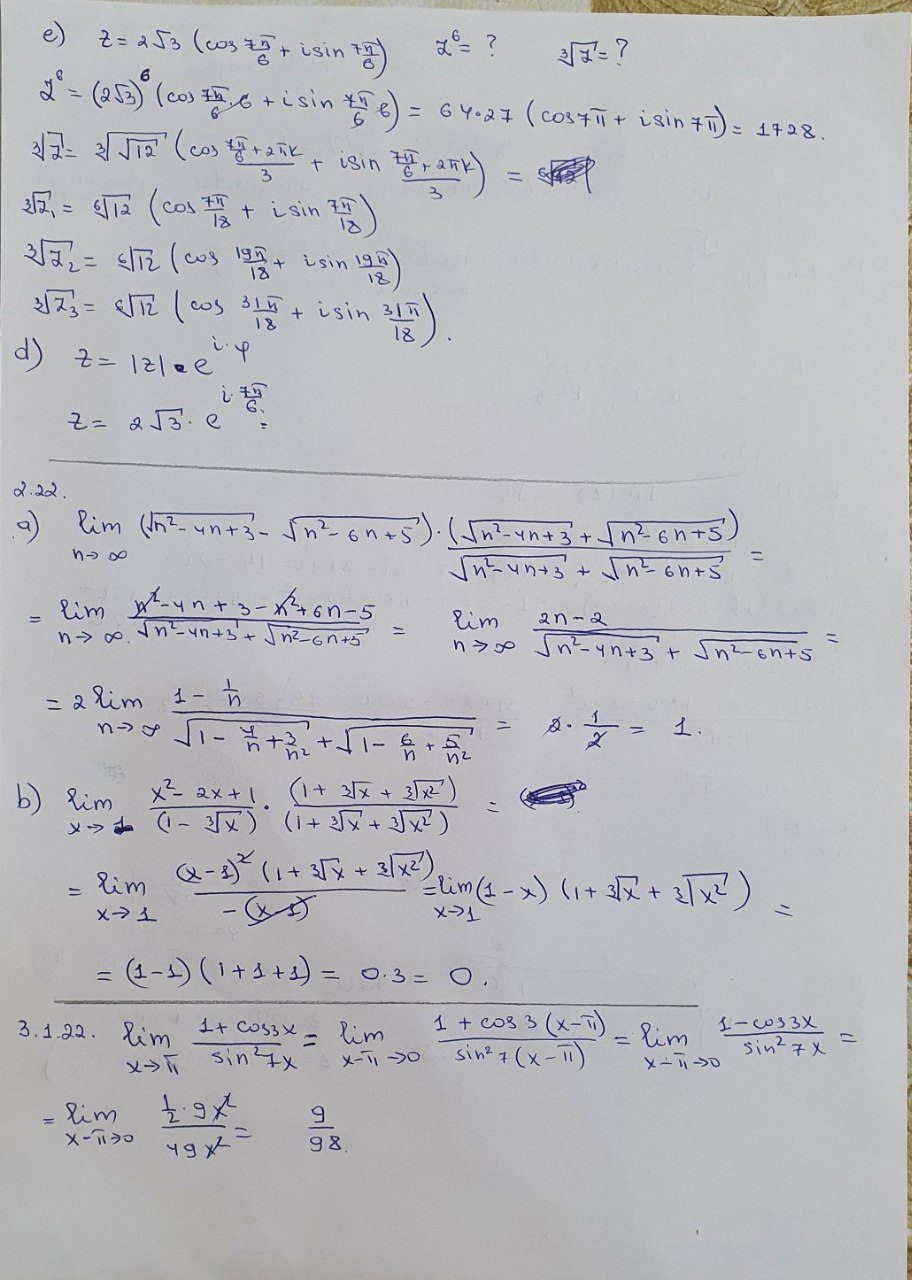 e) z = 2√3 (cos 7π/6 + i sin 7π/6) z⁶ = ? ∛z = ?
z⁶ = (2√3)⁶ (cos 7π/6 · 6 + i sin 7π/6 · 6) = 64·27 (cos 7π + i sin 7π) = 1728.
∛z = ∛√12 (cos (7π/6 + 2πk)/3 + i sin (7π/6 + 2πk)/3) =
∛z₁ = ⁶√12 (cos 7π/18 + i sin 7π/18)
∛z₂ = ⁶√12 (cos 19π/18 + i sin 19π/18)
∛z₃ = ⁶√12 (cos 31π/18 + i sin 31π/18).
d) z = |z| · e^(i·φ)
z = 2√3 · e^(i·7π/6).
2.22.
a) lim n→∞ (√(n²-4n+3) - √(n²-6n+5)) · (√(n²-4n+3) + √(n²-6n+5))/(√(n²-4n+3) + √(n²-6n+5)) =
= lim n→∞ (n²-4n+3-n²+6n-5)/(√(n²-4n+3) + √(n²-6n+5)) = lim n→∞ (2n-2)/(√(n²-4n+3) + √(n²-6n+5)) =
= 2 lim n→∞ (1 - 1/n)/(√(1 - 4/n + 3/n²) + √(1 - 6/n + 5/n²)) = 2 · 1/2 = 1.
b) lim x→1 (x²-2x+1)/(1-∛x) · (1+∛x+∛x²)/(1+∛x+∛x²) =
= lim x→1 (x-1)²(1+∛x+∛x²)/-(x-1) = lim x→1 (1-x)(1+∛x+∛x²) =
= (1-1)(1+1+1) = 0·3 = 0.
3.1.22. lim x→π (1+cos3x)/(sin²7x) = lim x-π→0 (1+cos3(x-π))/(sin²7(x-π)) = lim x-π→0 (1-cos3x)/(sin²7x) =
= lim x-π→0 (1/2 · 9x²)/(49x²) = 9/98.